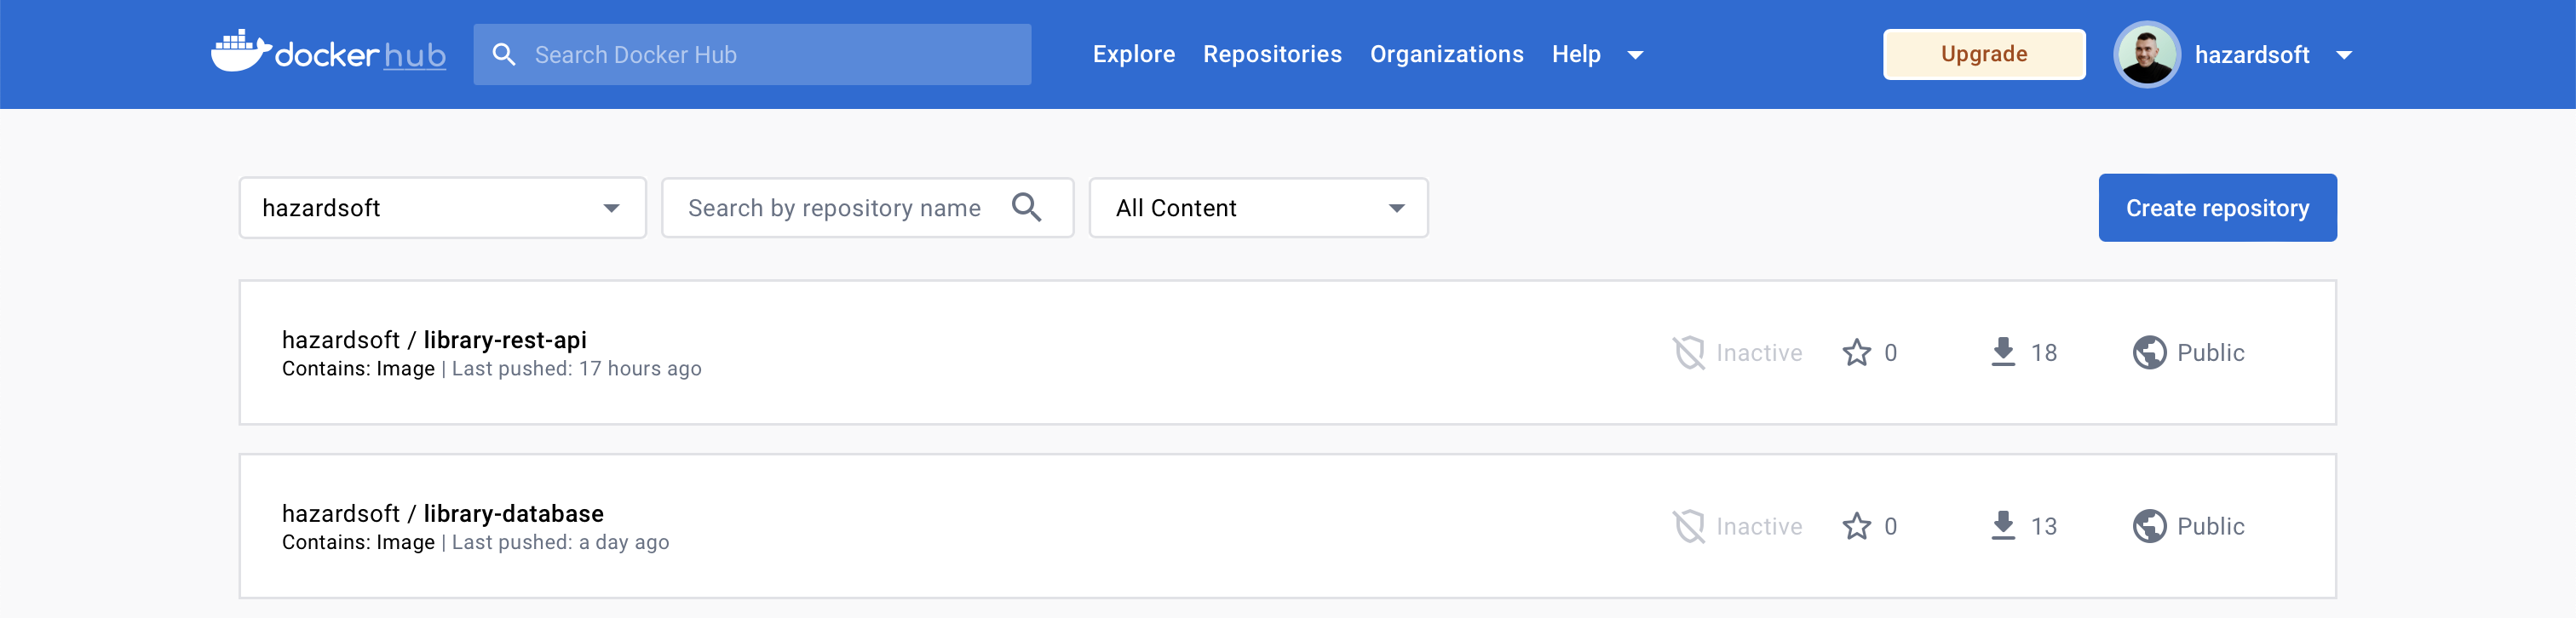 docker hub
Search Docker Hub
Explore Repositories Organizations Help
Upgrade
hazardsoft
hazardsoft
Search by repository name
All Content
Create repository
hazardsoft / library-rest-api
Contains: Image | Last pushed: 17 hours ago
Inactive 0 18 Public
hazardsoft / library-database
Contains: Image | Last pushed: a day ago
Inactive 0 13 Public